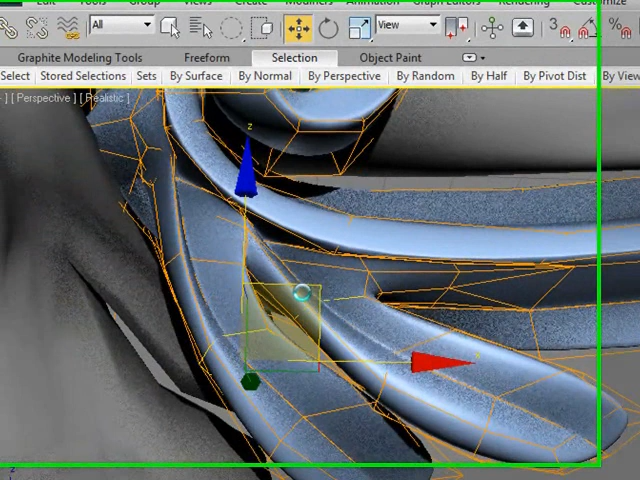 Edit Tools Group Views Create Modifiers Animation Graph Editors Rendering Customize
All View 3
Graphite Modeling Tools Freeform Selection Object Paint
Select Stored Selections Sets By Surface By Normal By Perspective By Random By Half By Pivot Dist By View
[ Perspective ] [ Realistic ]
z
z